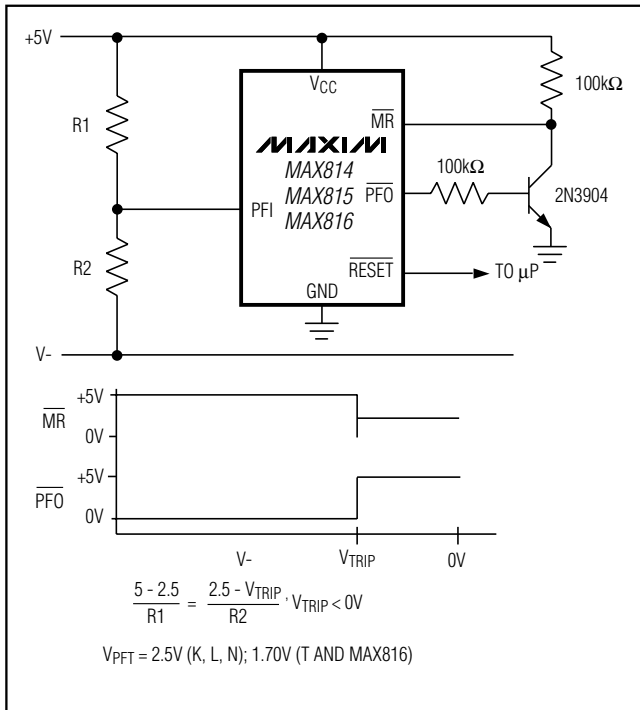 +5V
VCC
100kΩ
R1
MR
MAXIM
100kΩ
MAX814
MAX815
PFO
2N3904
PFI
MAX816
R2
RESET
TO μP
GND
V-
+5V
MR
0V
+5V
PFO
0V
V-
VTRIP
0V
5 - 2.5
R1
=
2.5 - VTRIP
R2
, VTRIP < 0V
VPFT = 2.5V (K, L, N); 1.70V (T AND MAX816)